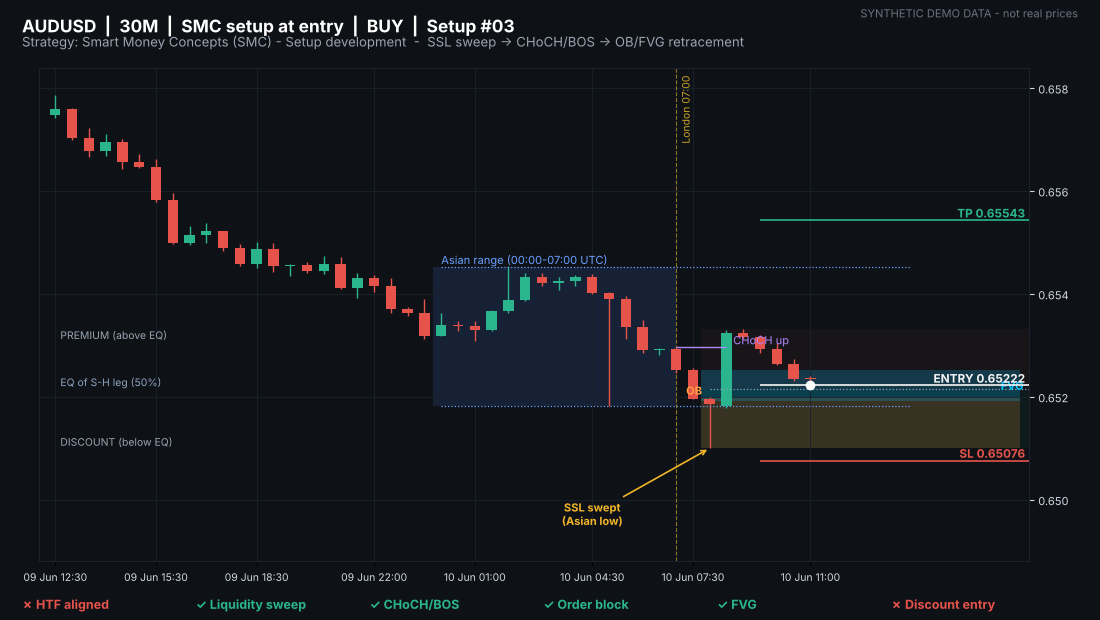 SYNTHETIC DEMO DATA - not real prices
AUDUSD | 30M | SMC setup at entry | BUY | Setup #03
Strategy: Smart Money Concepts (SMC) - Setup development - SSL sweep → CHoCH/BOS → OB/FVG retracement
London 07:00
0.658
0.656
TP 0.65543
Asian range (00:00-07:00 UTC)
0.654
PREMIUM (above EQ)
CHoCH up
EQ of S-H leg (50%)
ENTRY 0.65222
FVG
OB
0.652
DISCOUNT (below EQ)
SL 0.65076
0.650
SSL swept
(Asian low)
09 Jun 12:30 09 Jun 15:30 09 Jun 18:30 09 Jun 22:00 10 Jun 01:00 10 Jun 04:30 10 Jun 07:30 10 Jun 11:00
× HTF aligned ✓ Liquidity sweep ✓ CHoCH/BOS ✓ Order block ✓ FVG × Discount entry